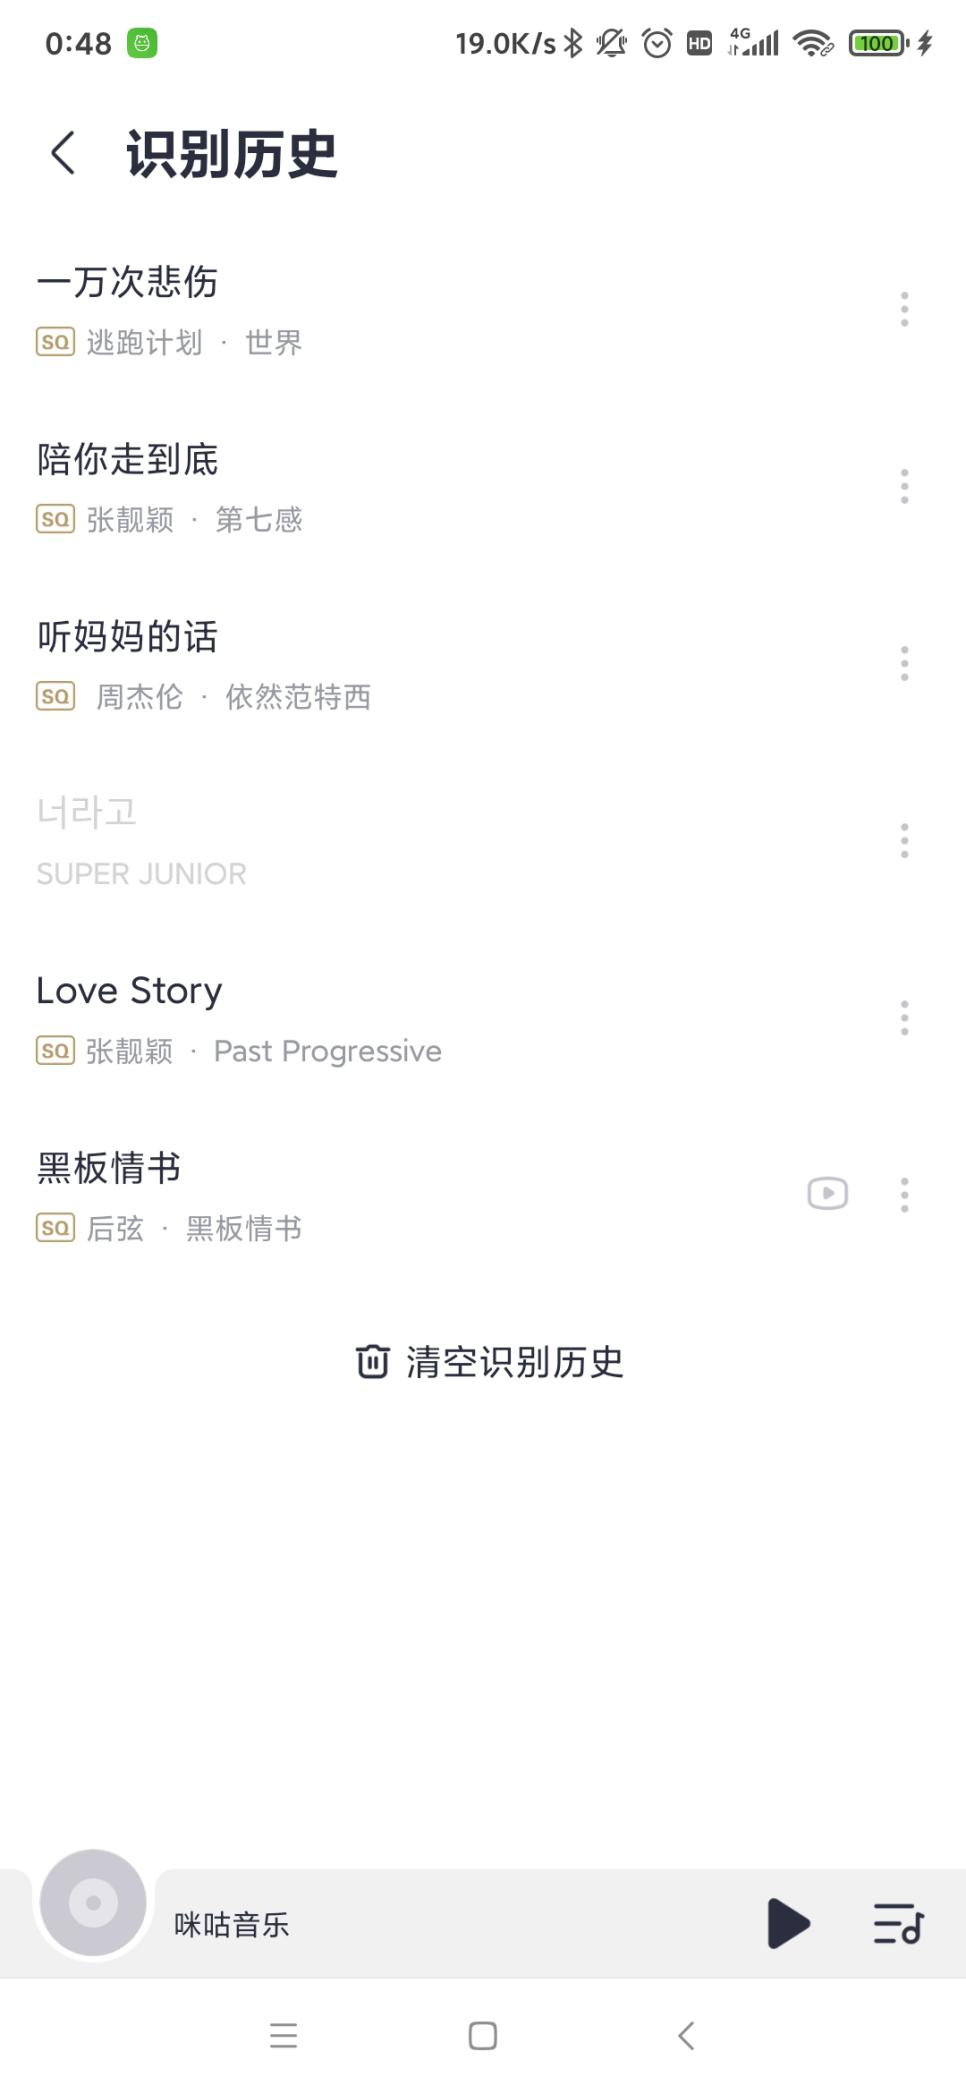 0:48 19.0K/s HD 4G 100
识别历史
一万次悲伤
SQ 逃跑计划 · 世界
陪你走到底
SQ 张靓颖 · 第七感
听妈妈的话
SQ 周杰伦 · 依然范特西
너라고
SUPER JUNIOR
Love Story
SQ 张靓颖 · Past Progressive
黑板情书
SQ 后弦 · 黑板情书
清空识别历史
咪咕音乐